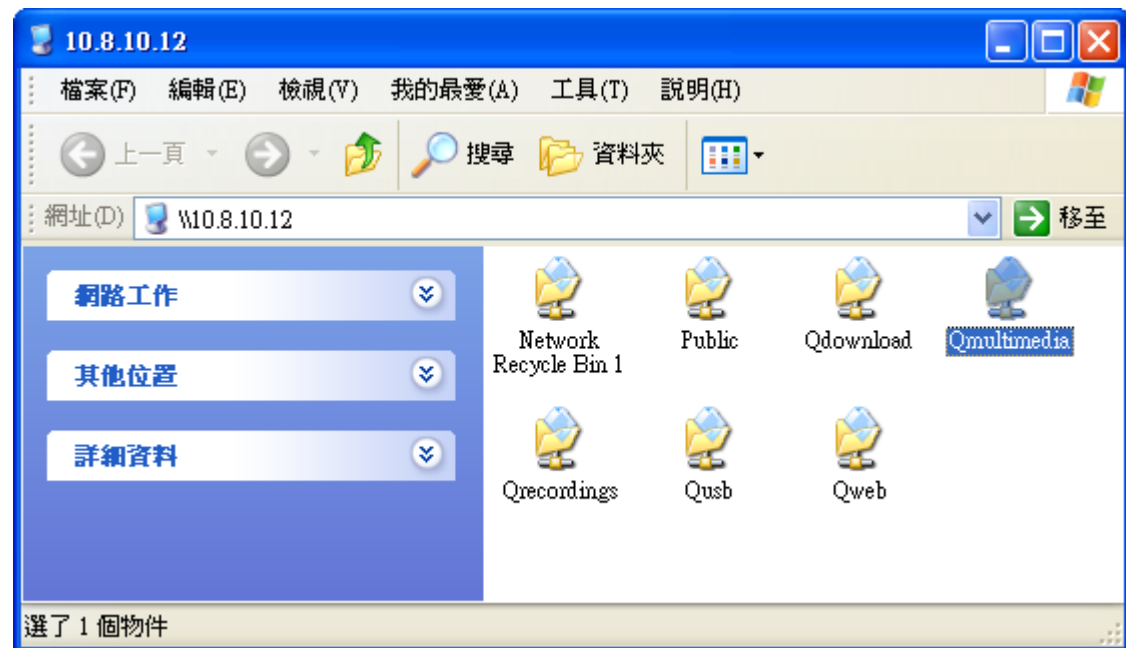 10.8.10.12
檔案(F) 編輯(E) 檢視(V) 我的最愛(A) 工具(T) 說明(H)
上一頁 搜尋 資料夾
網址(D) \\10.8.10.12 移至
網路工作
其他位置
詳細資料
Network
Recycle Bin 1
Public
Qdownload
Qmultimedia
Qrecordings
Qusb
Qweb
選了 1 個物件